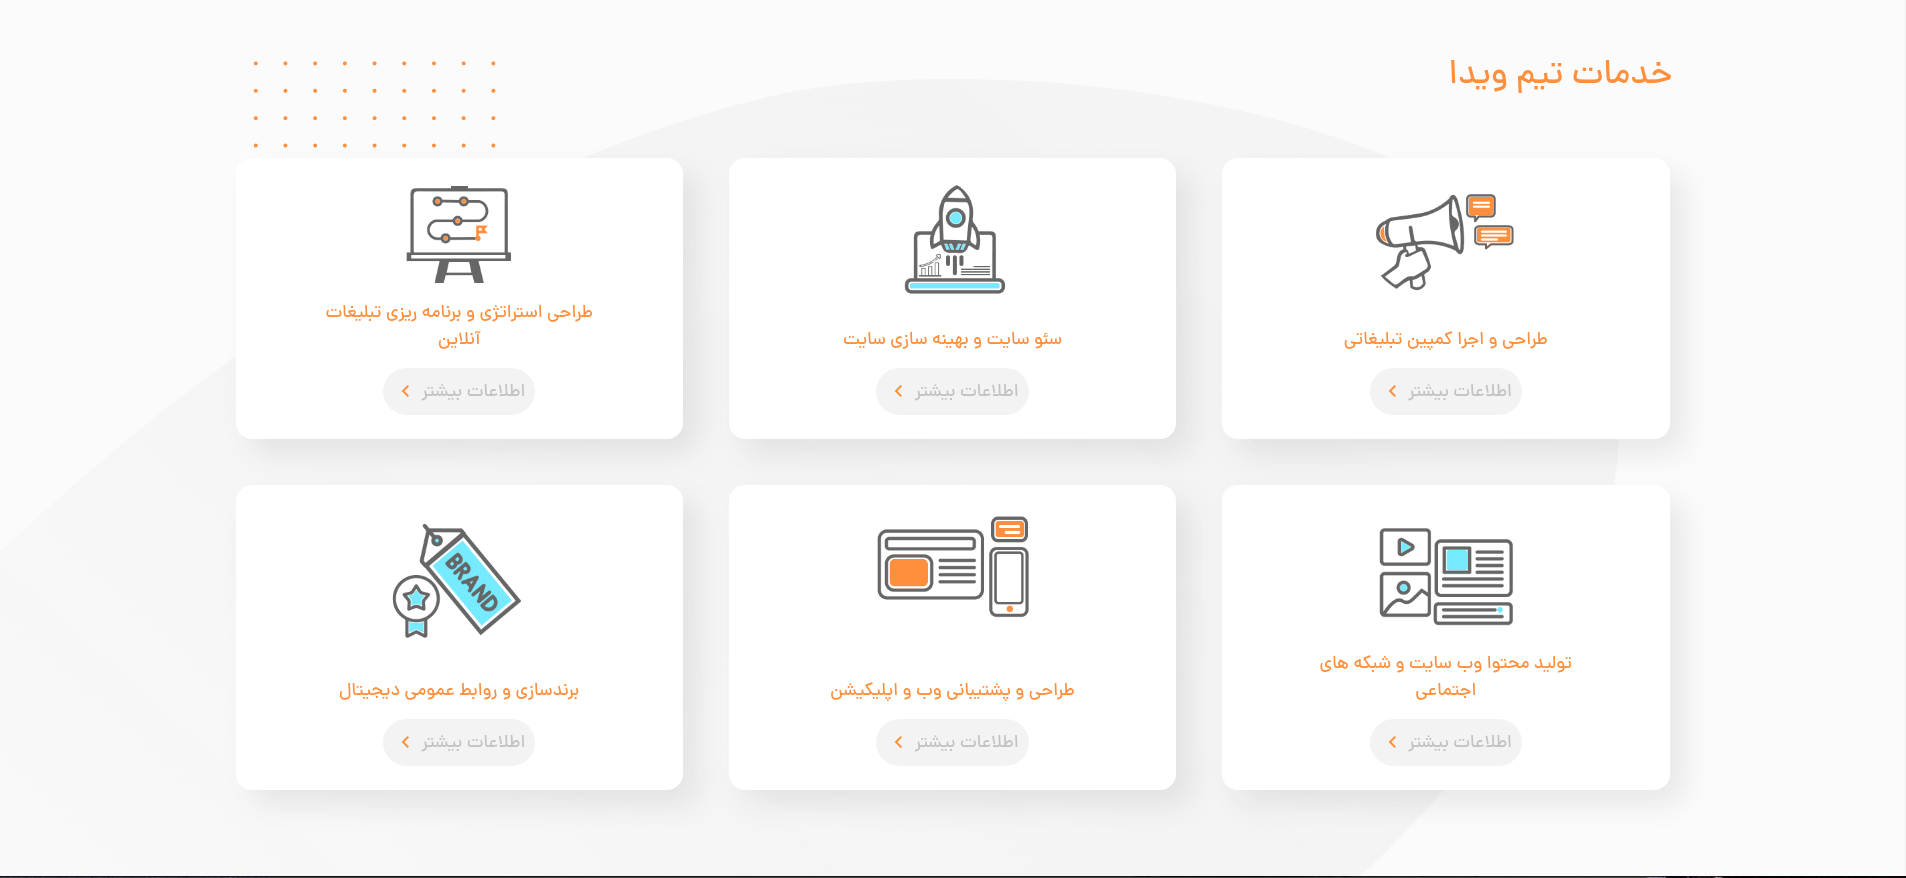 خدمات تیم ویدا
طراحی و اجرا کمپین تبلیغاتی
اطلاعات بیشتر
سئو سایت و بهینه سازی سایت
اطلاعات بیشتر
طراحی استراتژی و برنامه ریزی تبلیغات
آنلاین
اطلاعات بیشتر
تولید محتوا وب سایت و شبکه های
اجتماعی
اطلاعات بیشتر
طراحی و پشتیبانی وب و اپلیکیشن
اطلاعات بیشتر
BRAND
برندسازی و روابط عمومی دیجیتال
اطلاعات بیشتر